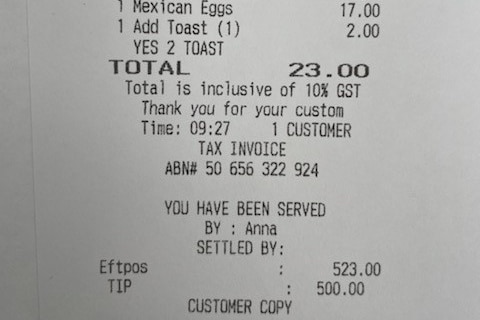 1 Mexican Eggs 17.00
1 Add Toast (1) 2.00
YES 2 TOAST
TOTAL 23.00
Total is inclusive of 10% GST
Thank you for your custom
Time: 09:27 1 CUSTOMER
TAX INVOICE
ABN# 50 656 322 924
YOU HAVE BEEN SERVED
BY : Anna
SETTLED BY:
Eftpos : 523.00
TIP : 500.00
CUSTOMER COPY